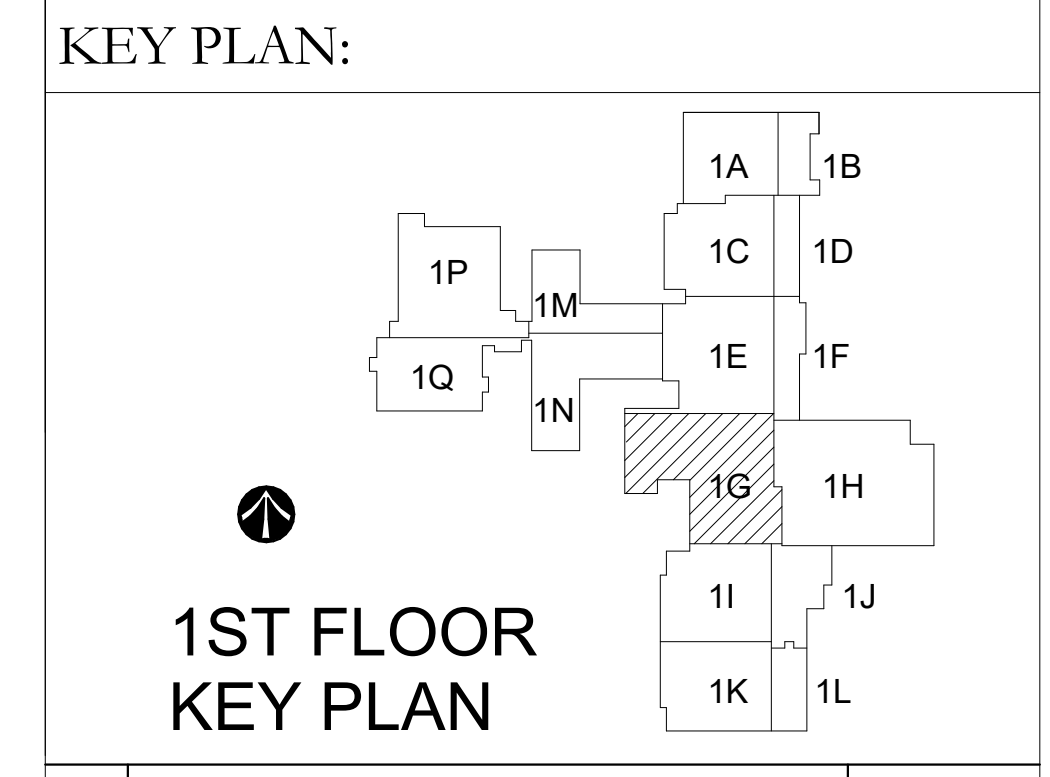 KEY PLAN:
1A
1B
1C
1D
1P
1M
1E
1F
1Q
1N
1G
1H
1I
1J
1K
1L
1ST FLOOR
KEY PLAN